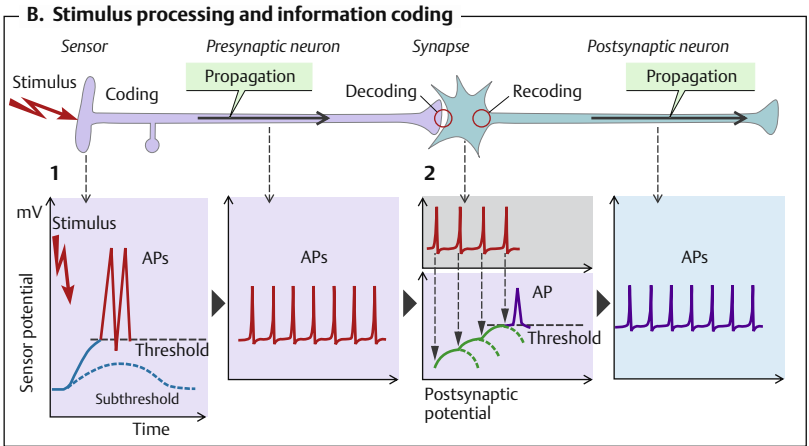 B. Stimulus processing and information coding
Sensor
Presynaptic neuron
Synapse
Postsynaptic neuron
Stimulus
Coding
Propagation
Decoding
Recoding
Propagation
1
2
mV
Stimulus
APs
Threshold
Subthreshold
Sensor potential
Time
APs
AP
Threshold
Postsynaptic
potential
APs